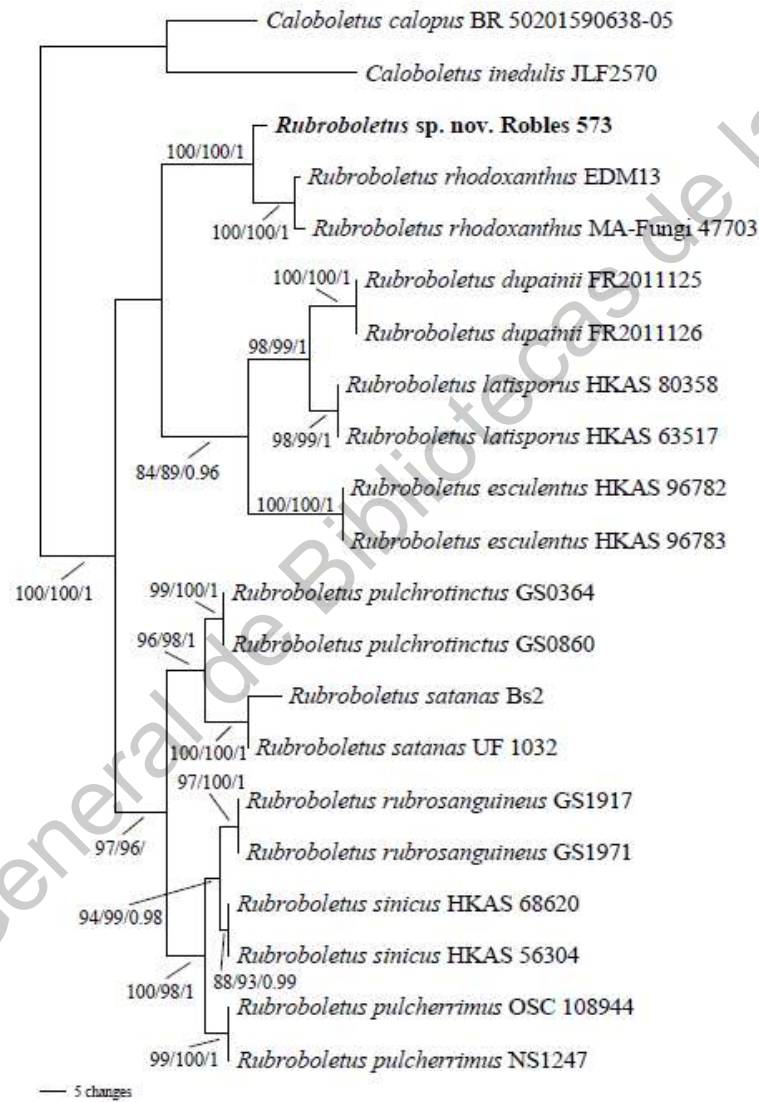 Caloboletus calopus BR 50201590638-05
Caloboletus inedulis JLF2570
Rubroboletus sp. nov. Robles 573
100/100/1
Rubroboletus rhodoxanthus EDM13
100/100/1
Rubroboletus rhodoxanthus MA-Fungi 47703
100/100/1
Rubroboletus dupainii FR2011125
Rubroboletus dupainii FR2011126
98/99/1
Rubroboletus latisporus HKAS 80358
98/99/1
Rubroboletus latisporus HKAS 63517
84/89/0.96
Rubroboletus esculentus HKAS 96782
100/100/1
Rubroboletus esculentus HKAS 96783
100/100/1
99/100/1
Rubroboletus pulchrotinctus GS0364
96/98/1
Rubroboletus pulchrotinctus GS0860
Rubroboletus satanas Bs2
100/100/1
Rubroboletus satanas UF 1032
97/100/1
Rubroboletus rubrosanguineus GS1917
97/96/
Rubroboletus rubrosanguineus GS1971
94/99/0.98
Rubroboletus sinicus HKAS 68620
Rubroboletus sinicus HKAS 56304
88/93/0.99
100/98/1
Rubroboletus pulcherrimus OSC 108944
99/100/1
Rubroboletus pulcherrimus NS1247
5 changes
General de Bibliotecas de la